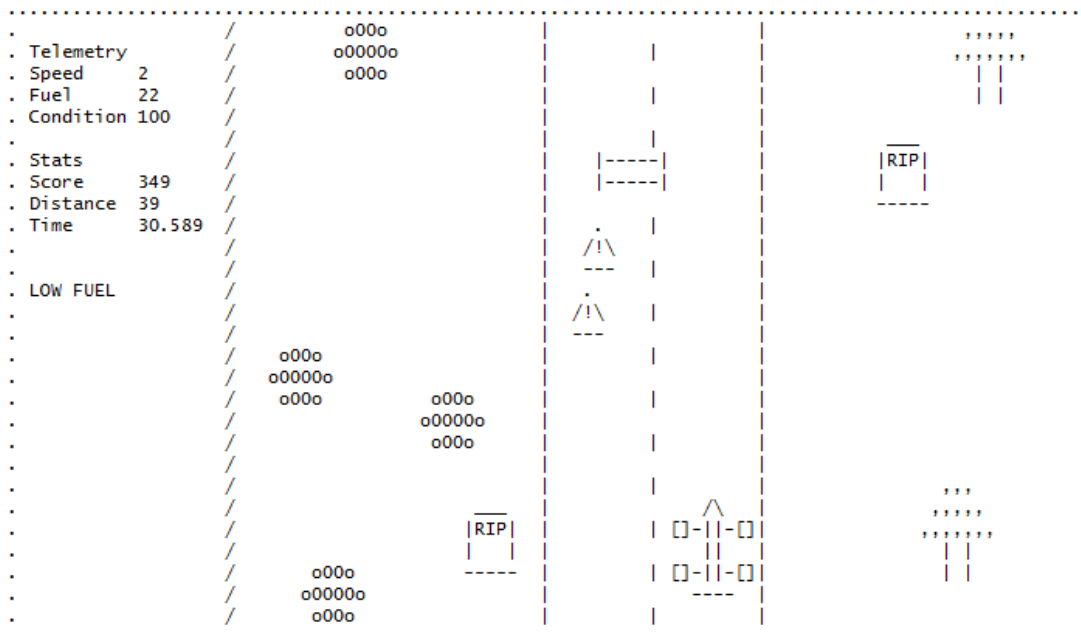 Telemetry
Speed 2
Fuel 22
Condition 100
Stats
Score 349
Distance 39
Time 30.589
LOW FUEL
RIP
RIP